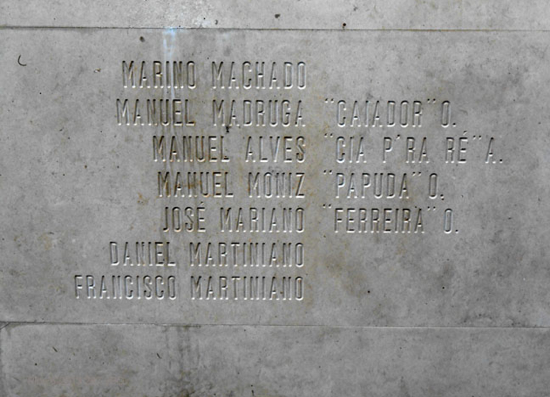 MARINO MACHADO
MANUEL MADRUGA "CAIADOR" O.
MANUEL ALVES "CIA P'RA RÉ" A.
MANUEL MONIZ "PAPUDA" O.
JOSÉ MARIANO "FERREIRA" O.
DANIEL MARTINIANO
FRANCISCO MARTINIANO